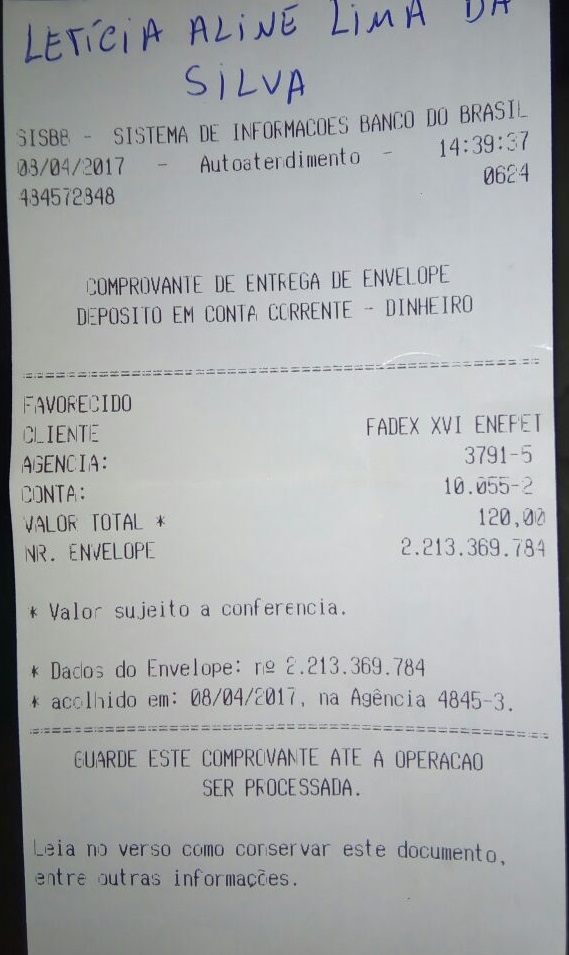 LETÍCIA ALINE LIMA DA
SILVA
SISBB - SISTEMA DE INFORMACOES BANCO DO BRASIL
08/04/2017 - Autoatendimento - 14:39:37
484572848 0624
COMPROVANTE DE ENTREGA DE ENVELOPE
DEPOSITO EM CONTA CORRENTE - DINHEIRO
================================================
FAVORECIDO
CLIENTE FADEX XVI ENEPET
AGENCIA: 3791-5
CONTA: 10.055-2
VALOR TOTAL * 120,00
NR. ENVELOPE 2.213.369.784
* Valor sujeito a conferencia.
* Dados do Envelope: nº 2.213.369.784
* acolhido em: 08/04/2017, na Agência 4845-3.
================================================
GUARDE ESTE COMPROVANTE ATE A OPERACAO
SER PROCESSADA.
Leia no verso como conservar este documento,
entre outras informações.